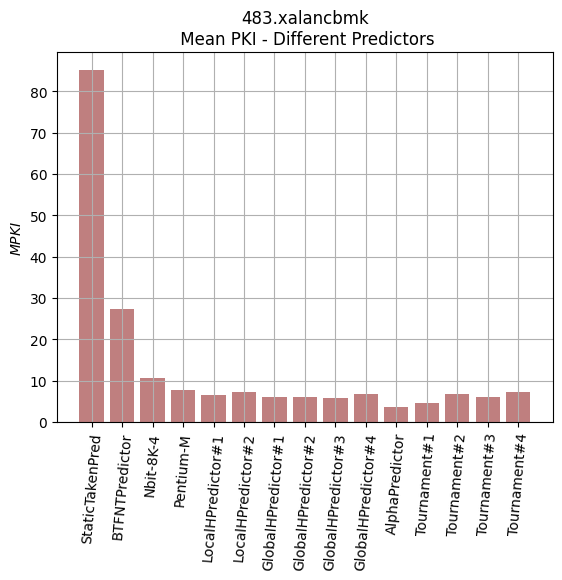 483.xalancbmk
Mean PKI - Different Predictors
MPKI
80
70
60
50
40
30
20
10
0
StaticTakenPred
BTFNTPredictor
Nbit-8K-4
Pentium-M
LocalHPredictor#1
LocalHPredictor#2
GlobalHPredictor#1
GlobalHPredictor#2
GlobalHPredictor#3
GlobalHPredictor#4
AlphaPredictor
Tournament#1
Tournament#2
Tournament#3
Tournament#4